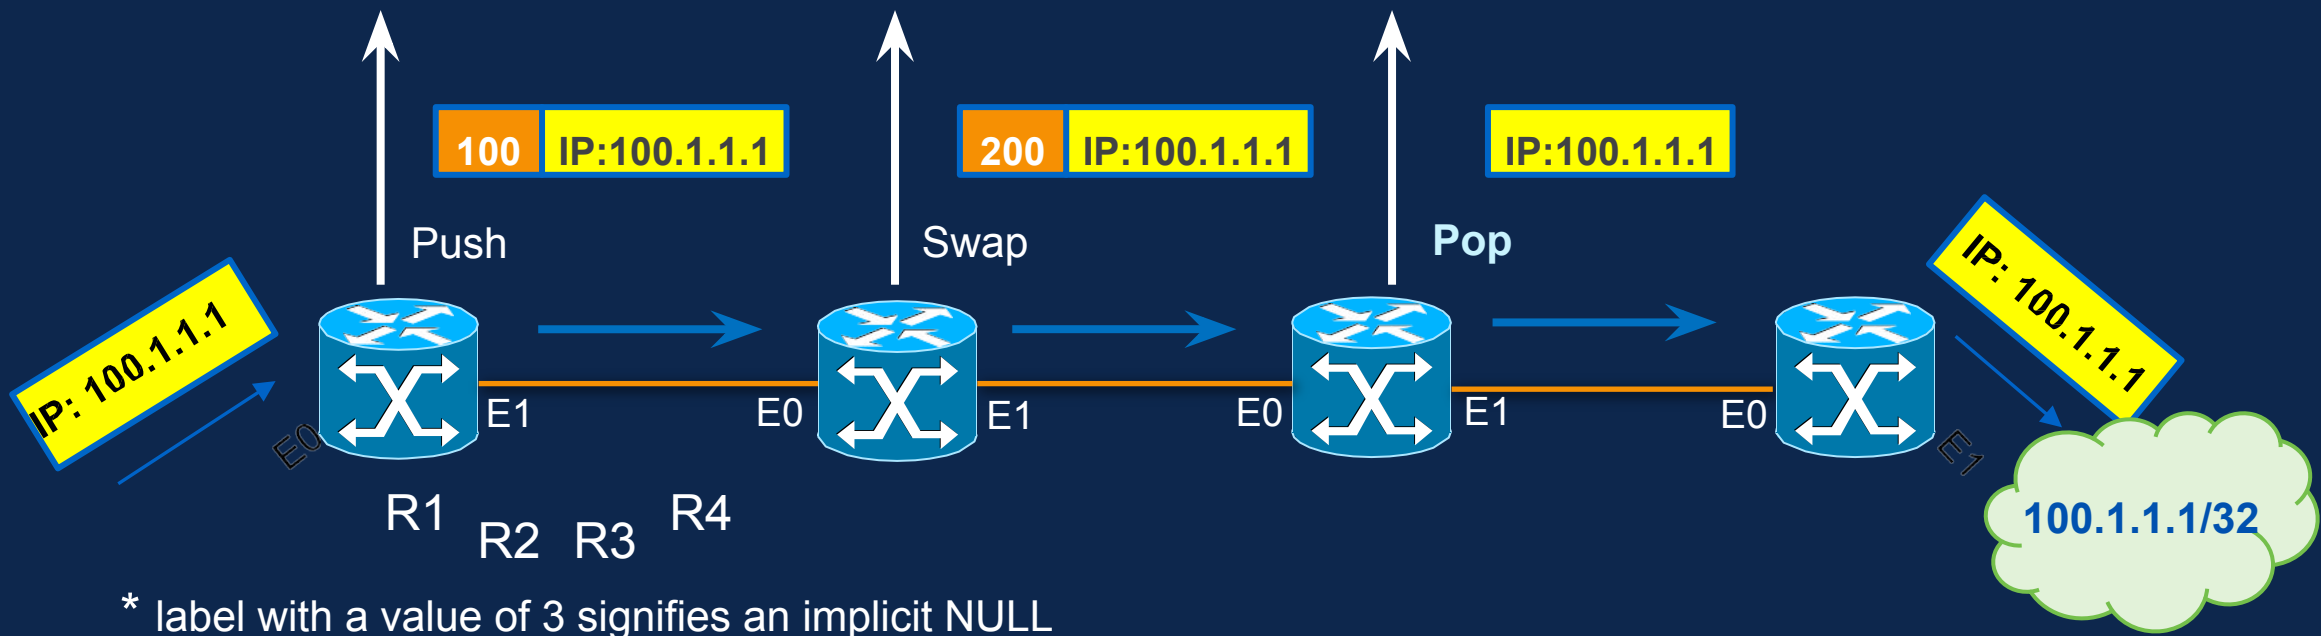 100 IP:100.1.1.1
200 IP:100.1.1.1
IP:100.1.1.1
Push
Swap
Pop
IP: 100.1.1.1
IP: 100.1.1.1
E0
E1
E0
E1
E0
E1
E0
E1
R1
R2
R3
R4
100.1.1.1/32
* label with a value of 3 signifies an implicit NULL